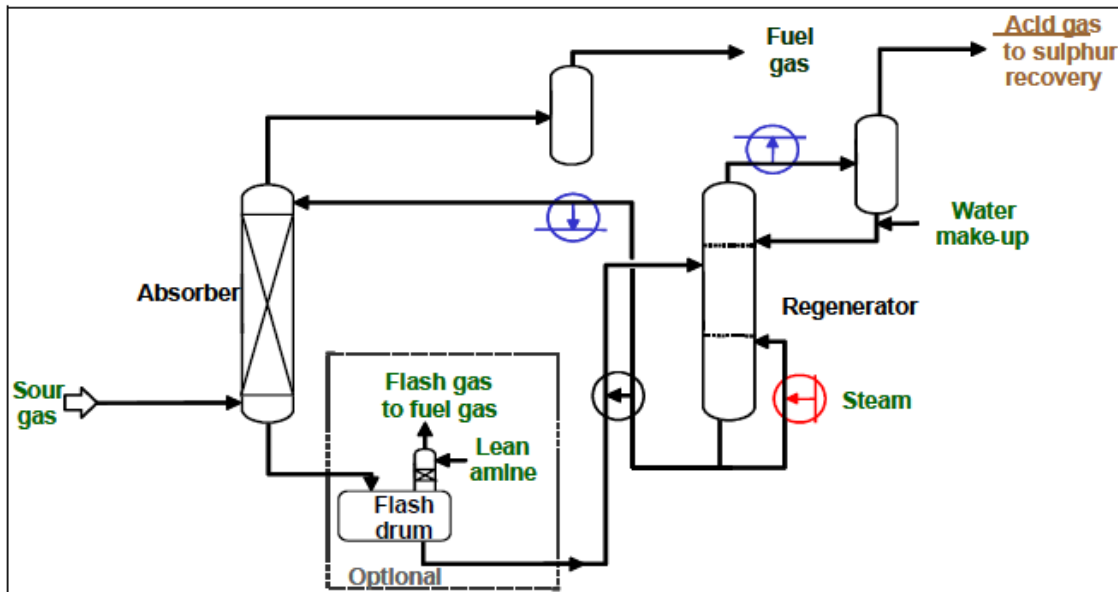 Fuel
gas
Acid gas
to sulphur
recovery
Water
make-up
Absorber
Regenerator
Sour
gas
Flash gas
to fuel gas
Lean
amine
Steam
Flash
drum
Optional